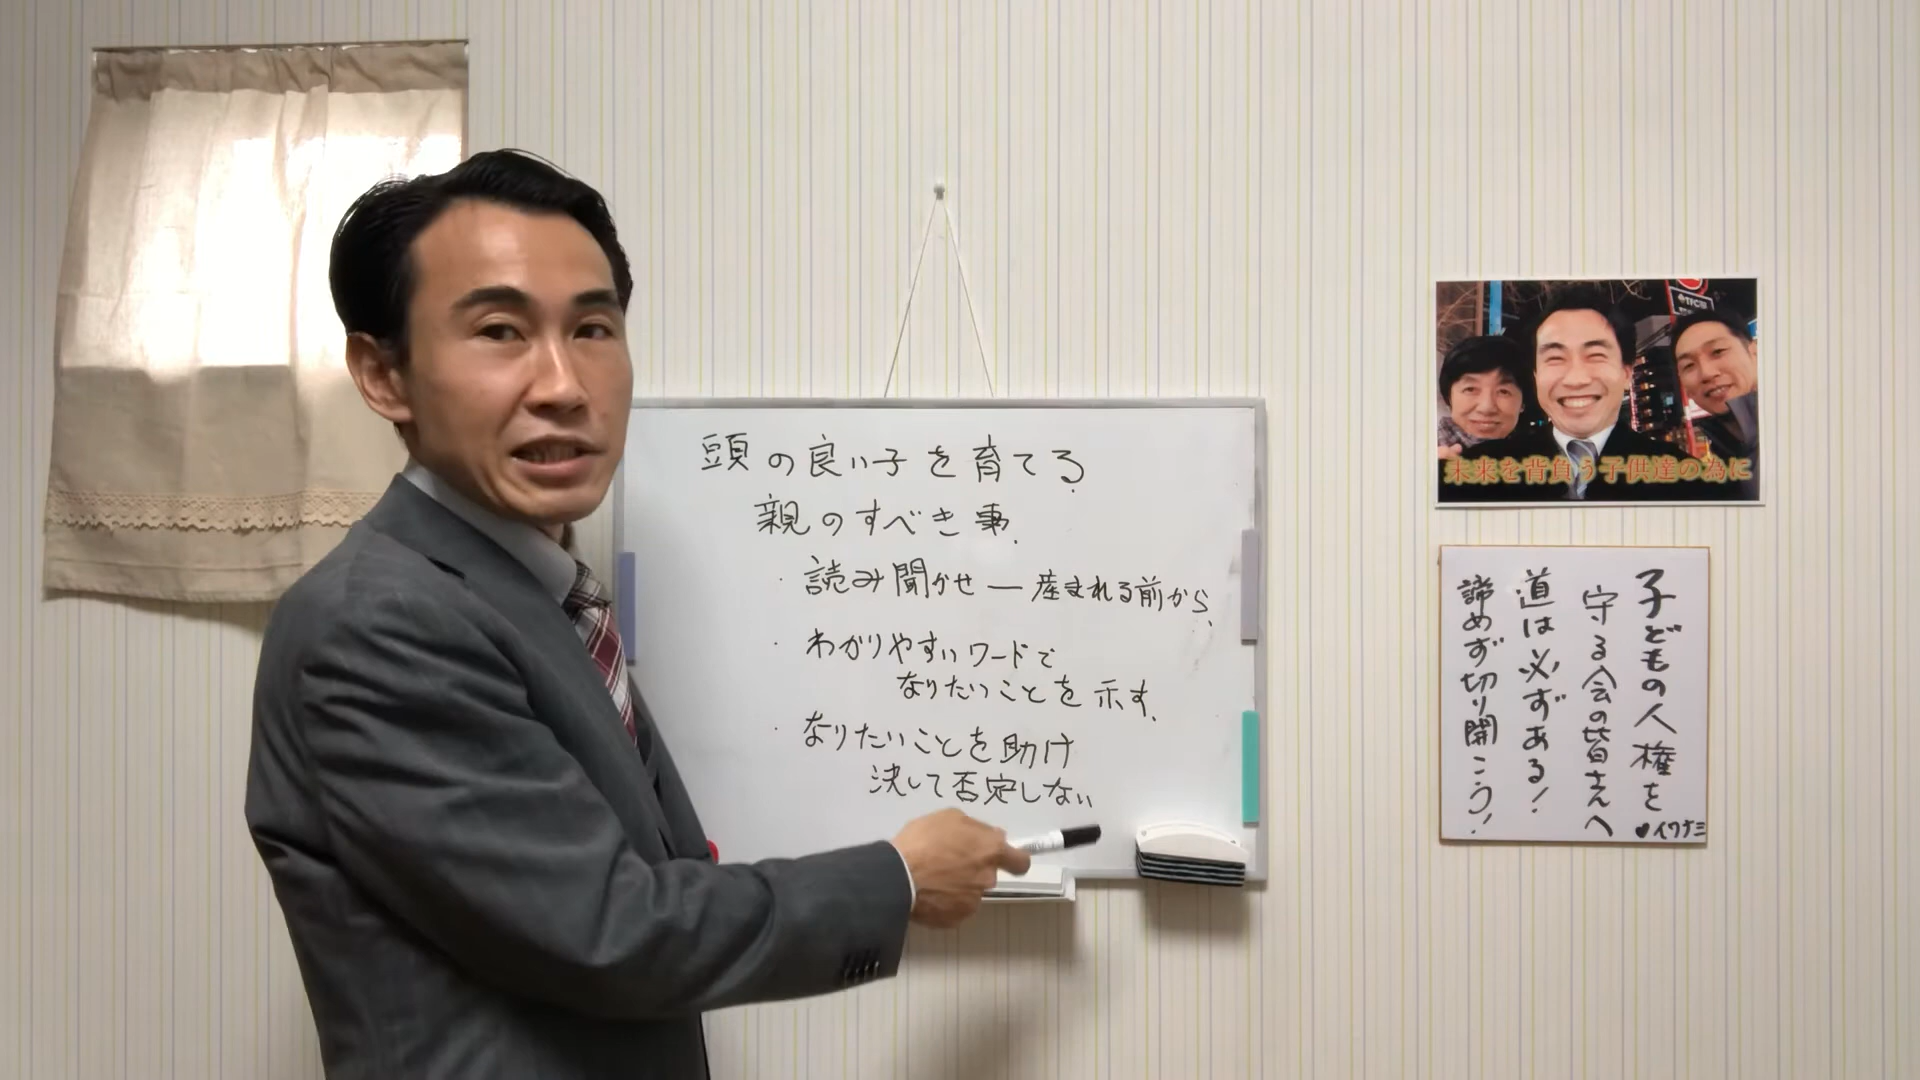 頭の良い子を育てる
親のすべき事.
・読み聞かせ ― 産まれる前から、
・わかりやすいワードで
なりたいことを示す.
・なりたいことを助け
決して否定しない
TFC
未来を背負う子供達の為に
子どもの人権を
守る会の皆さんへ
道は必ずある!
諦めず切り開こう!
♥イワナミ